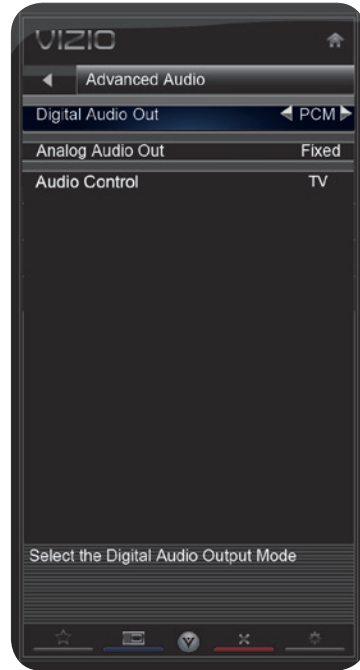 VIZIO
Advanced Audio
Digital Audio Out PCM
Analog Audio Out Fixed
Audio Control TV
Select the Digital Audio Output Mode
V